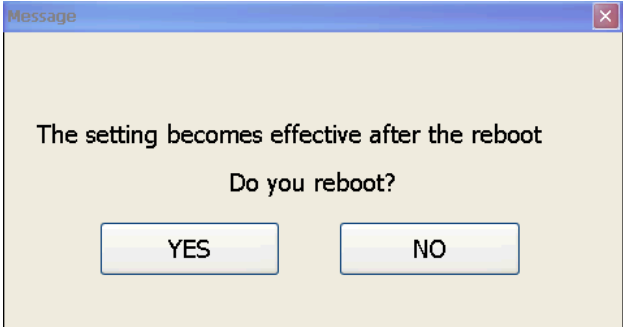 Message
The setting becomes effective after the reboot
Do you reboot?
YES NO